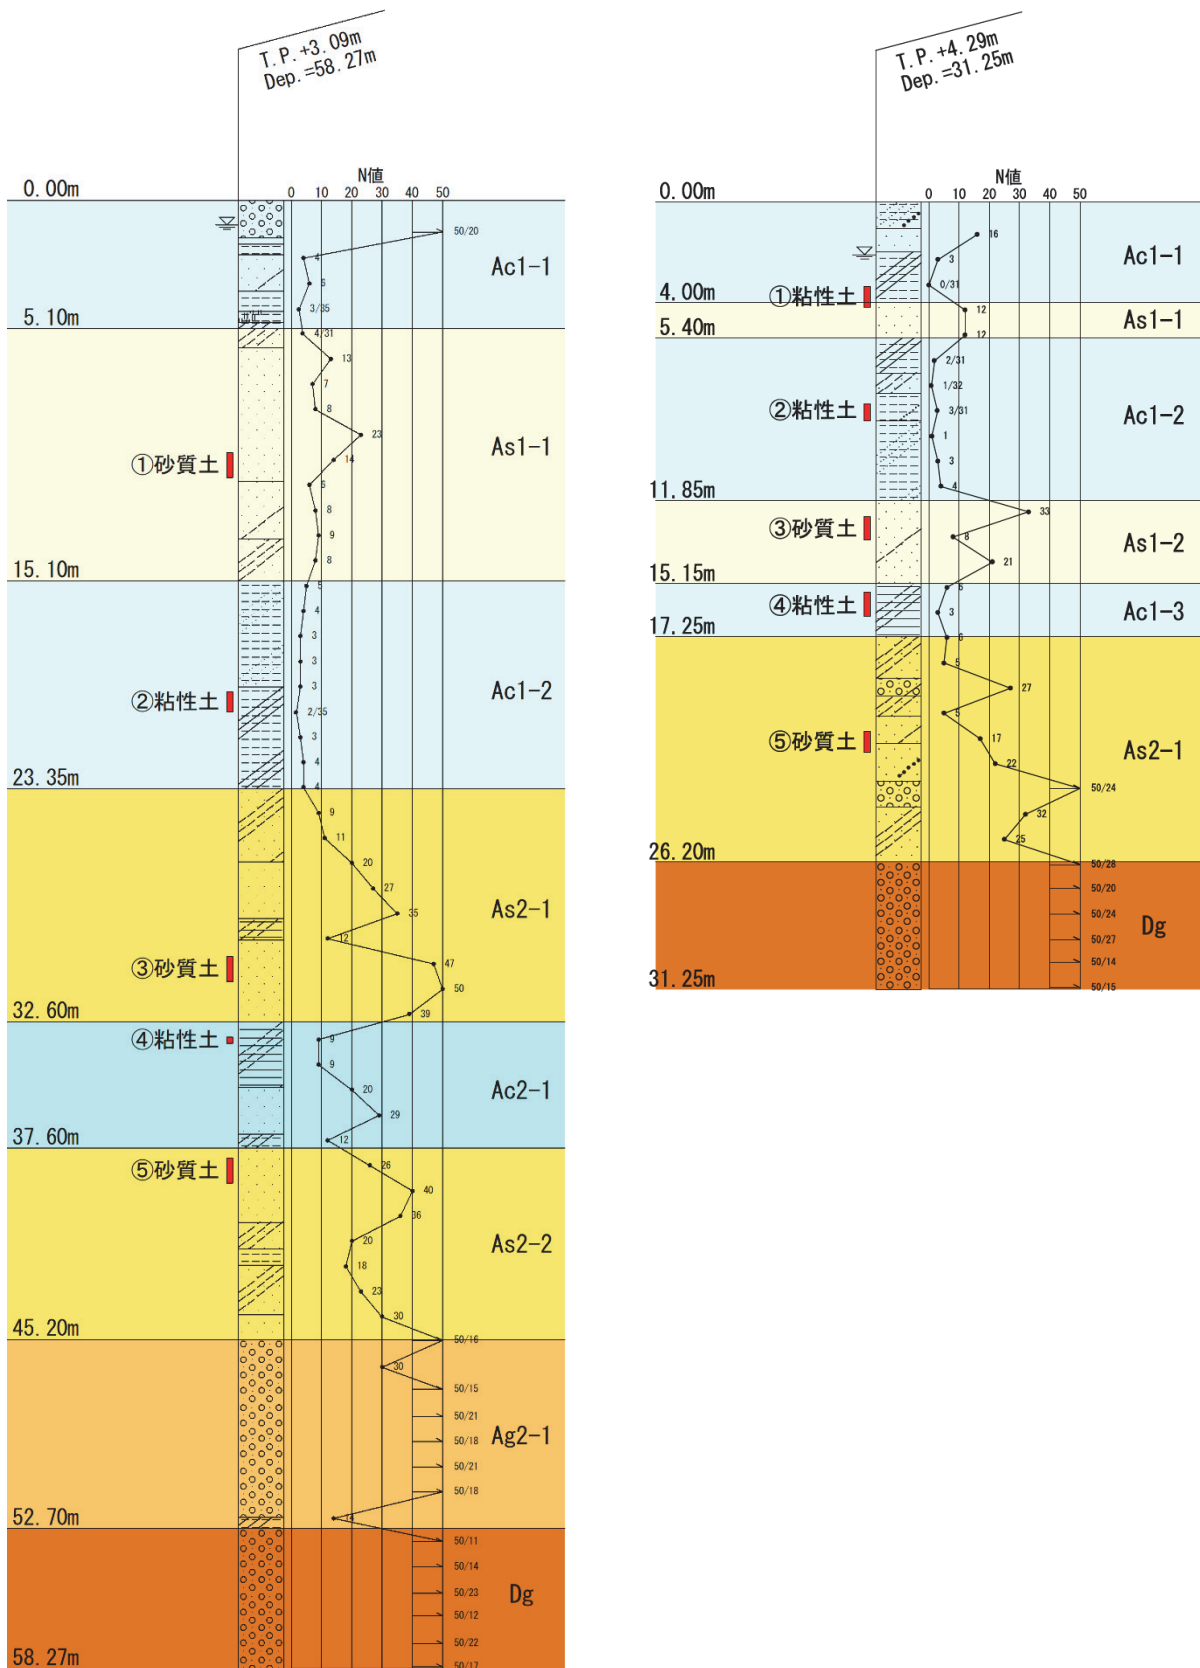 T.P.+3.09m
Dep.=58.27m
N値
0 10 20 30 40 50
0.00m
50/20
4
Ac1-1
6
3/35
5.10m
4/31
13
7
8
23
As1-1
14
①砂質土
6
8
9
8
15.10m
5
4
3
3
3
Ac1-2
②粘性土
2/35
3
4
23.35m
4
9
11
20
27
35
As2-1
12
47
③砂質土
50
39
32.60m
9
④粘性土
9
20
Ac2-1
29
12
37.60m
26
⑤砂質土
40
36
20
As2-2
18
23
30
45.20m
50/16
30
50/15
50/21
Ag2-1
50/18
50/21
50/18
14
52.70m
50/11
50/14
50/23
Dg
50/12
50/22
58.27m
50/17
T.P.+4.29m
Dep.=31.25m
N値
0 10 20 30 40 50
0.00m
16
3
Ac1-1
0/31
①粘性土
4.00m
12
As1-1
5.40m
12
2/31
1/32
②粘性土
3/31
Ac1-2
1
3
11.85m
4
33
③砂質土
8
As1-2
21
15.15m
6
④粘性土
3
Ac1-3
17.25m
6
5
27
5
⑤砂質土
17
As2-1
22
50/24
32
25
26.20m
50/28
50/20
50/24
Dg
50/27
50/14
31.25m
50/15